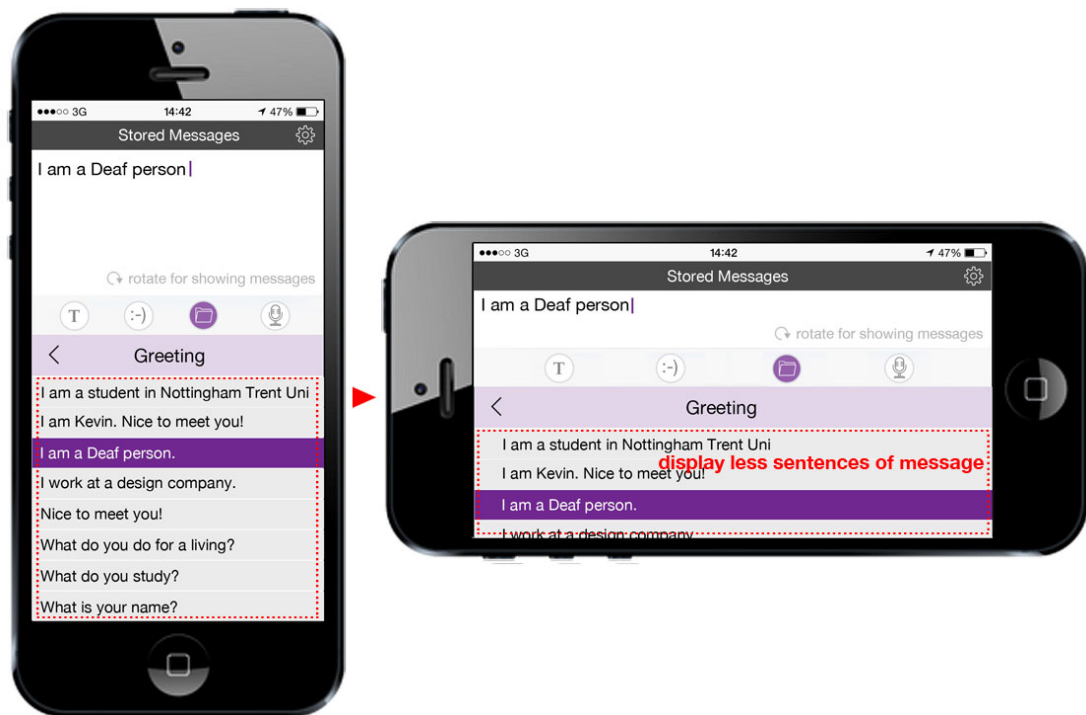 3G 14:42 47%
Stored Messages
I am a Deaf person
rotate for showing messages
T :-)
Greeting
I am a student in Nottingham Trent Uni
I am Kevin. Nice to meet you!
I am a Deaf person.
I work at a design company.
Nice to meet you!
What do you do for a living?
What do you study?
What is your name?
3G 14:42 47%
Stored Messages
I am a Deaf person
rotate for showing messages
T :-)
Greeting
I am a student in Nottingham Trent Uni
display less sentences of message
I am Kevin. Nice to meet you!
I am a Deaf person.
I work at a design company